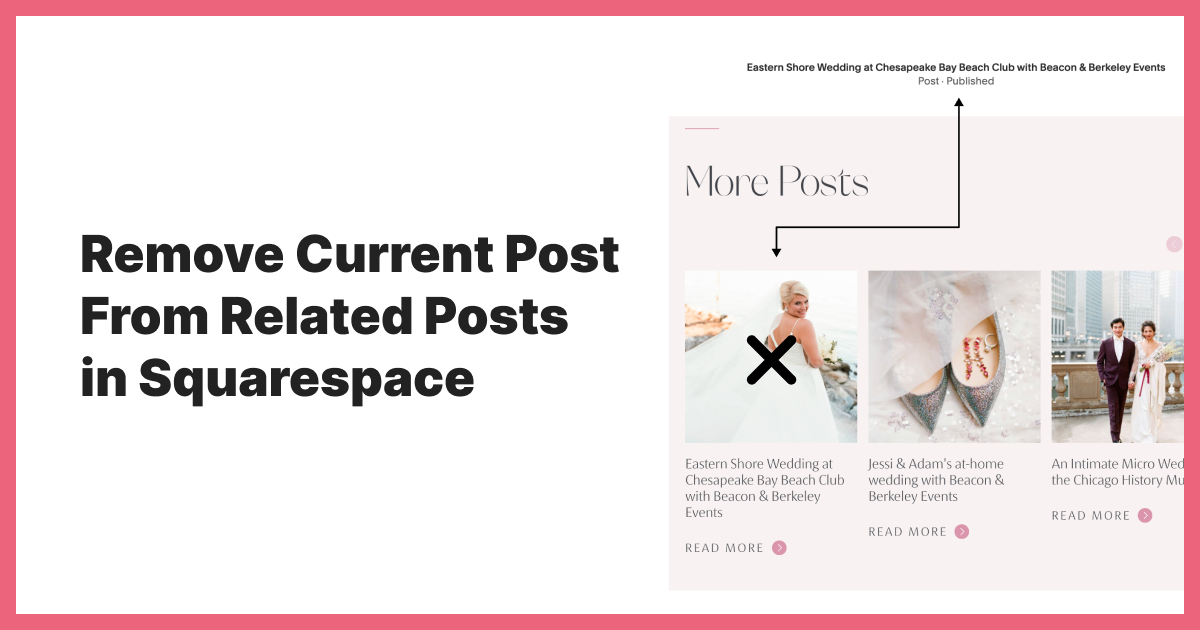 Remove Current Post
From Related Posts
in Squarespace
Eastern Shore Wedding at Chesapeake Bay Beach Club with Beacon & Berkeley Events
Post · Published
More Posts
Eastern Shore Wedding at
Chesapeake Bay Beach Club
with Beacon & Berkeley
Events
READ MORE
Jessi & Adam's at-home
wedding with Beacon &
Berkeley Events
READ MORE
An Intimate Micro Wed
the Chicago History Mu
READ MORE